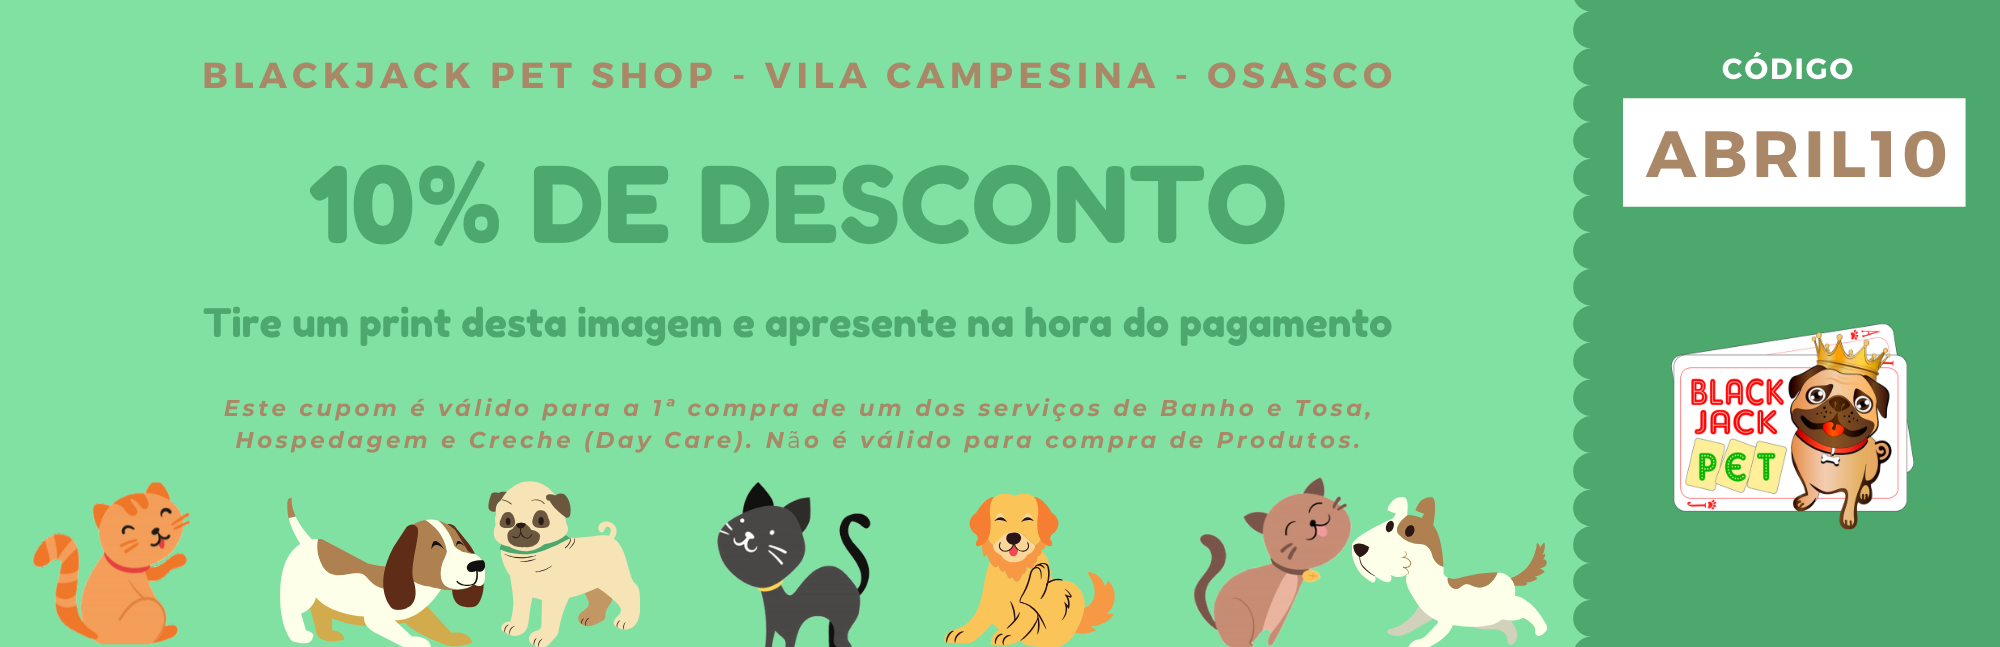 BLACKJACK PET SHOP - VILA CAMPESINA - OSASCO
10% DE DESCONTO
Tire um print desta imagem e apresente na hora do pagamento
Este cupom é válido para a 1ª compra de um dos serviços de Banho e Tosa,
Hospedagem e Creche (Day Care). Não é válido para compra de Produtos.
CÓDIGO
ABRIL10
A
BLACK
JACK
PET
J